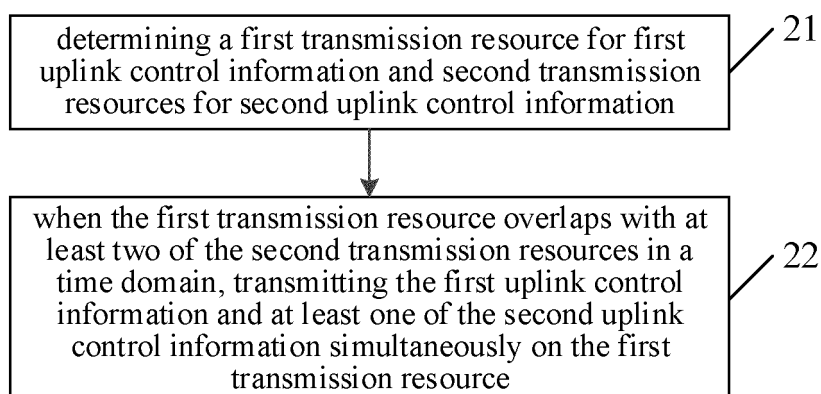 determining a first transmission resource for first
uplink control information and second transmission
resources for second uplink control information
21
when the first transmission resource overlaps with at
least two of the second transmission resources in a
time domain, transmitting the first uplink control
information and at least one of the second uplink
control information simultaneously on the first
transmission resource
22